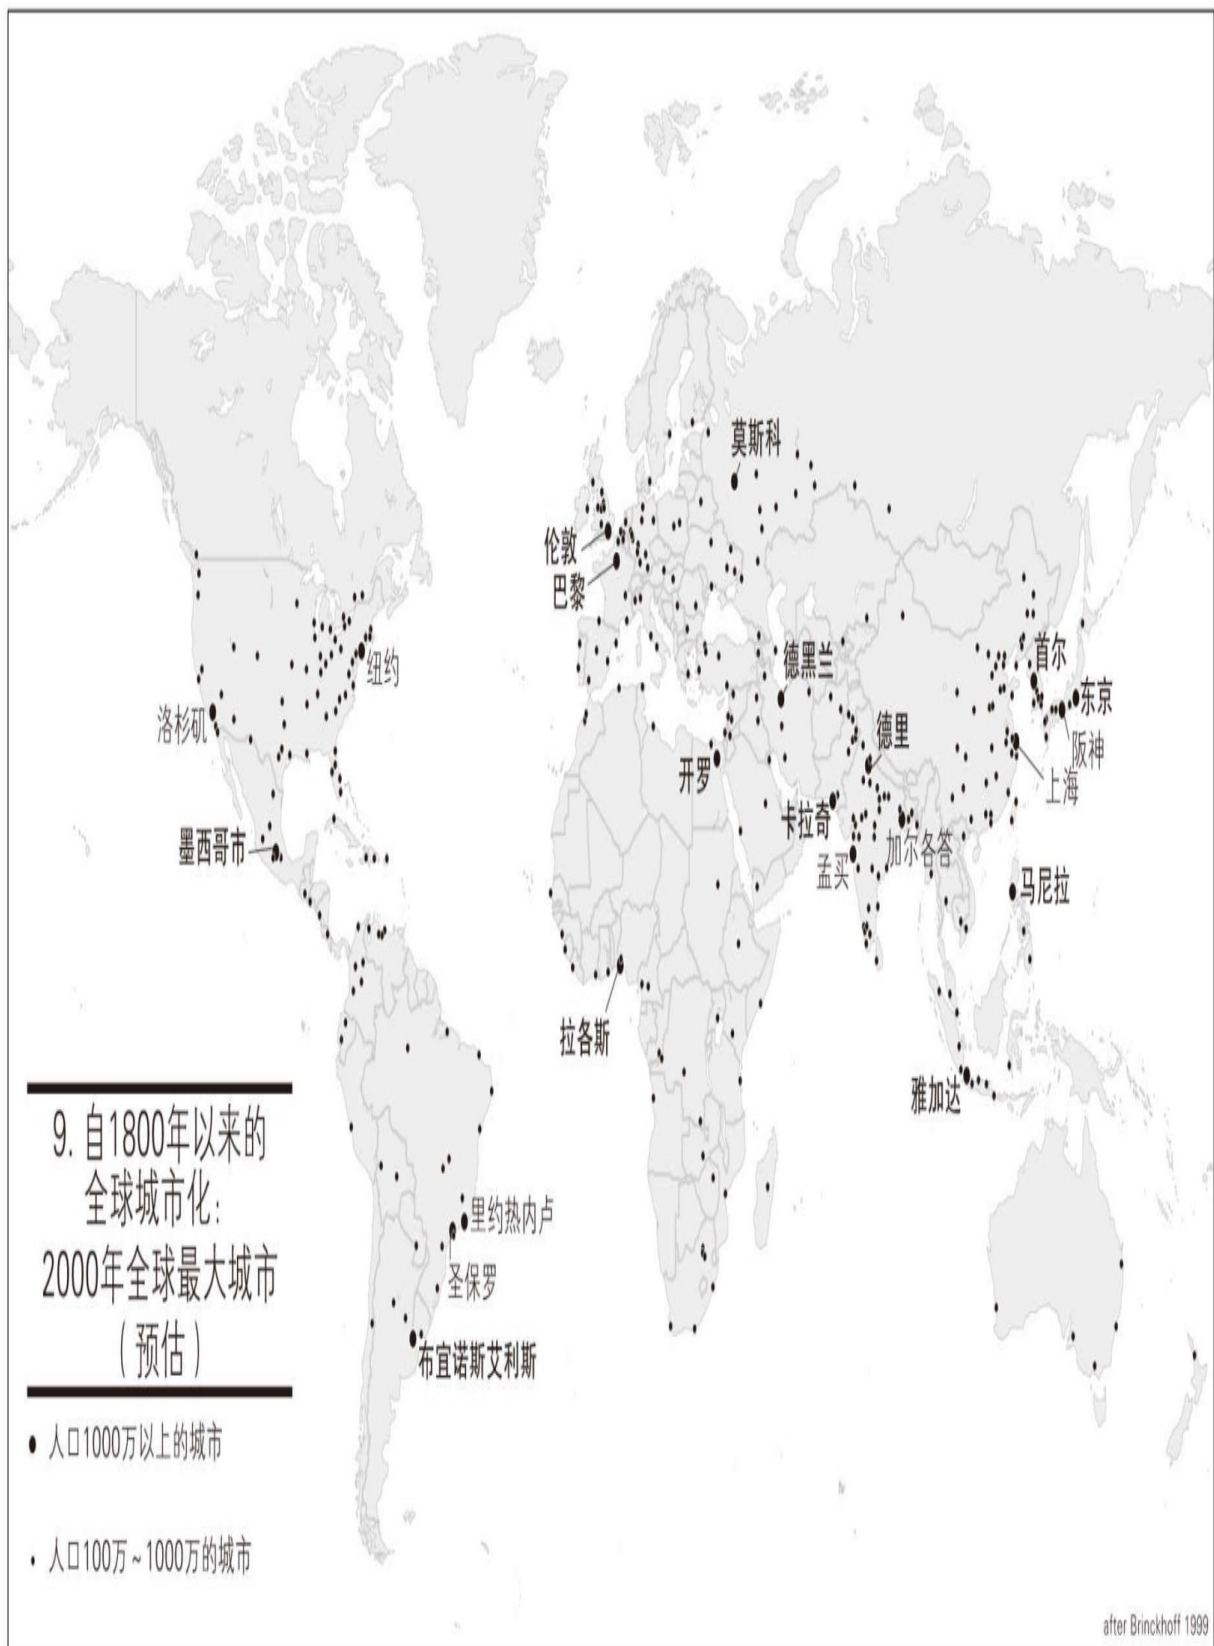 莫斯科
伦敦
巴黎
纽约
洛杉矶
德黑兰
首尔
东京
阪神
上海
德里
开罗
卡拉奇
孟买
加尔各答
墨西哥市
马尼拉
拉各斯
雅加达
里约热内卢
圣保罗
布宜诺斯艾利斯
9. 自1800年以来的
全球城市化：
2000年全球最大城市
（预估）
人口1000万以上的城市
人口100万~1000万的城市
after Brinckhoff 1999